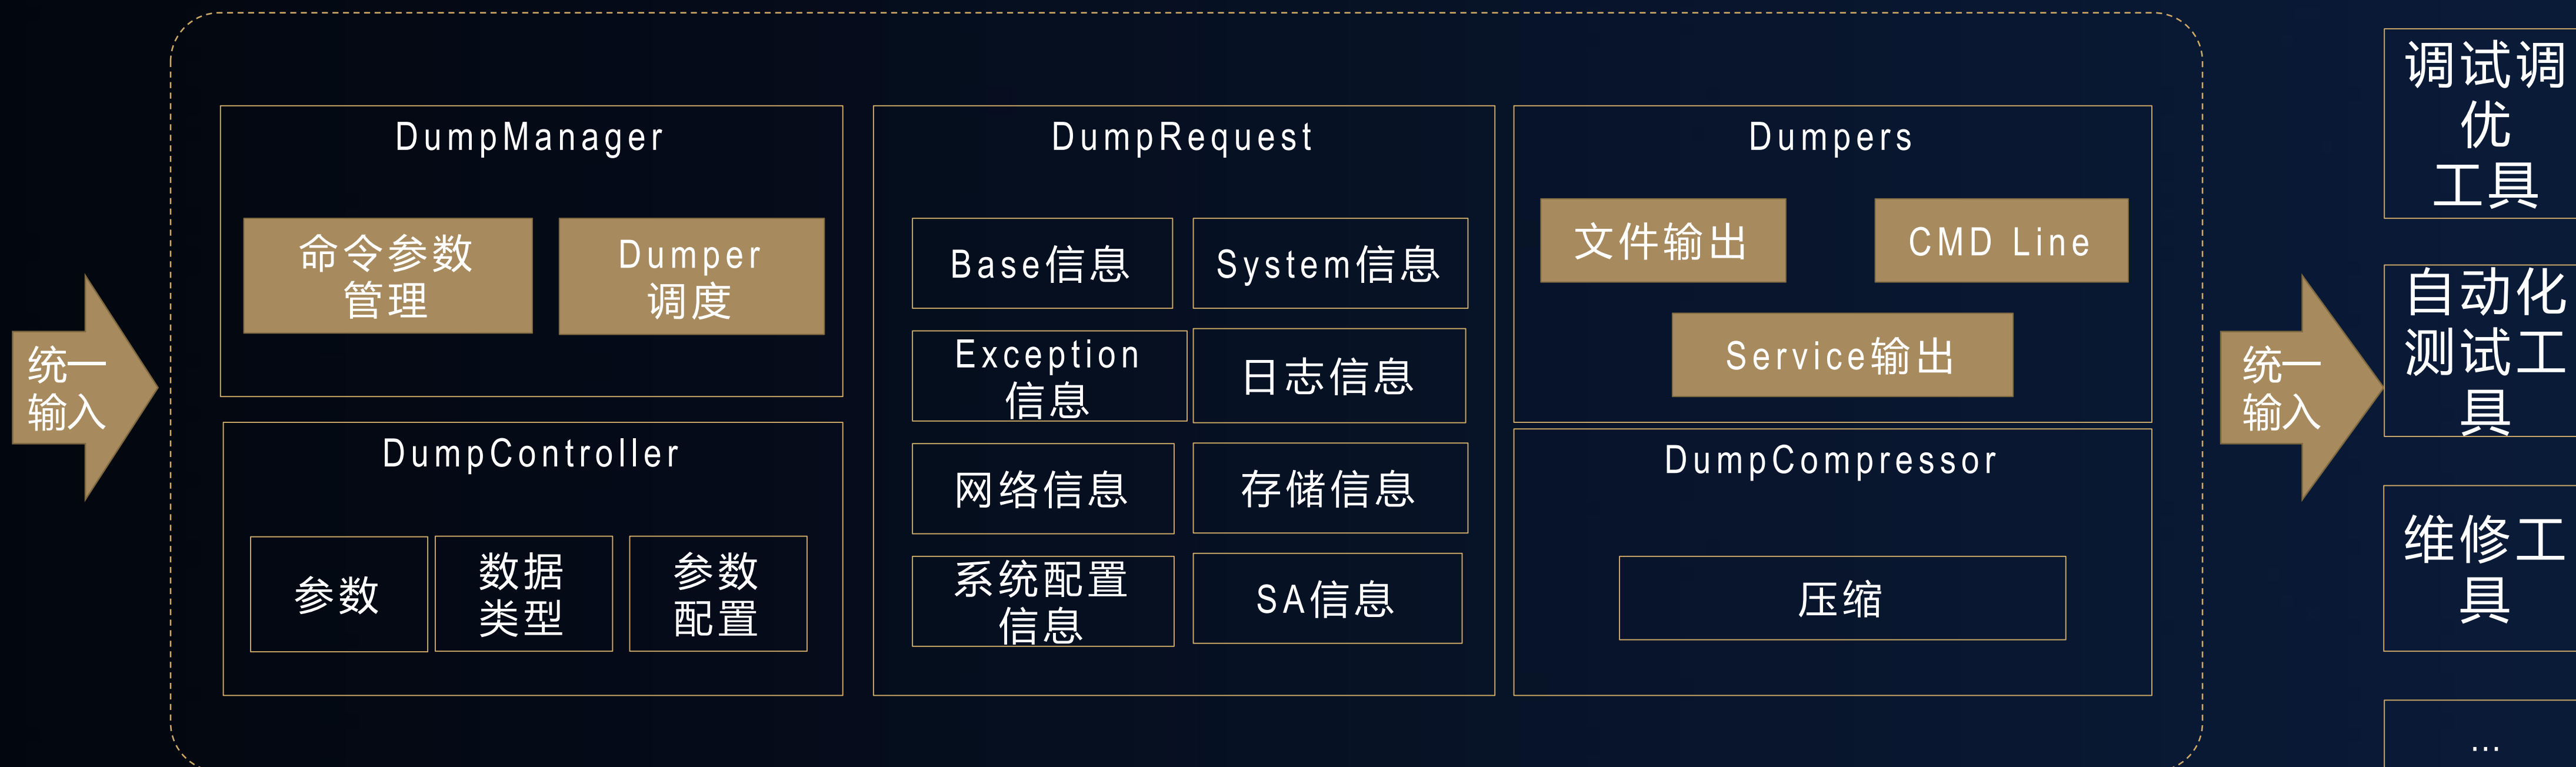 统一
输入
DumpManager
命令参数
管理
Dumper
调度
DumpController
参数
数据
类型
参数
配置
DumpRequest
Base信息
System信息
Exception
信息
日志信息
网络信息
存储信息
系统配置
信息
SA信息
Dumpers
文件输出
CMD Line
Service输出
DumpCompressor
压缩
统一
输入
调试调
优
工具
自动化
测试工
具
维修工
具
...